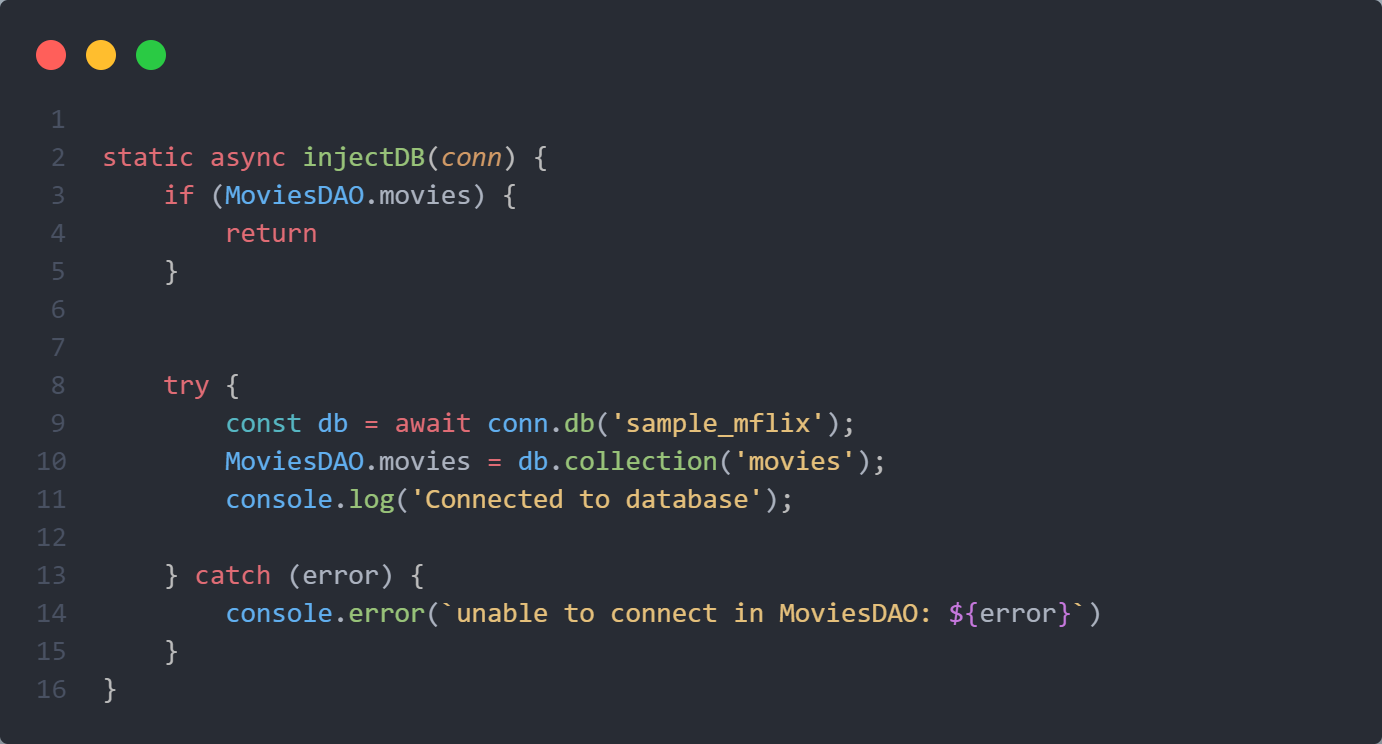 1
2 static async injectDB(conn) {
3     if (MoviesDAO.movies) {
4         return
5     }
6
7
8     try {
9         const db = await conn.db('sample_mflix');
10         MoviesDAO.movies = db.collection('movies');
11         console.log('Connected to database');
12
13     } catch (error) {
14         console.error(`unable to connect in MoviesDAO: ${error}`)
15     }
16 }